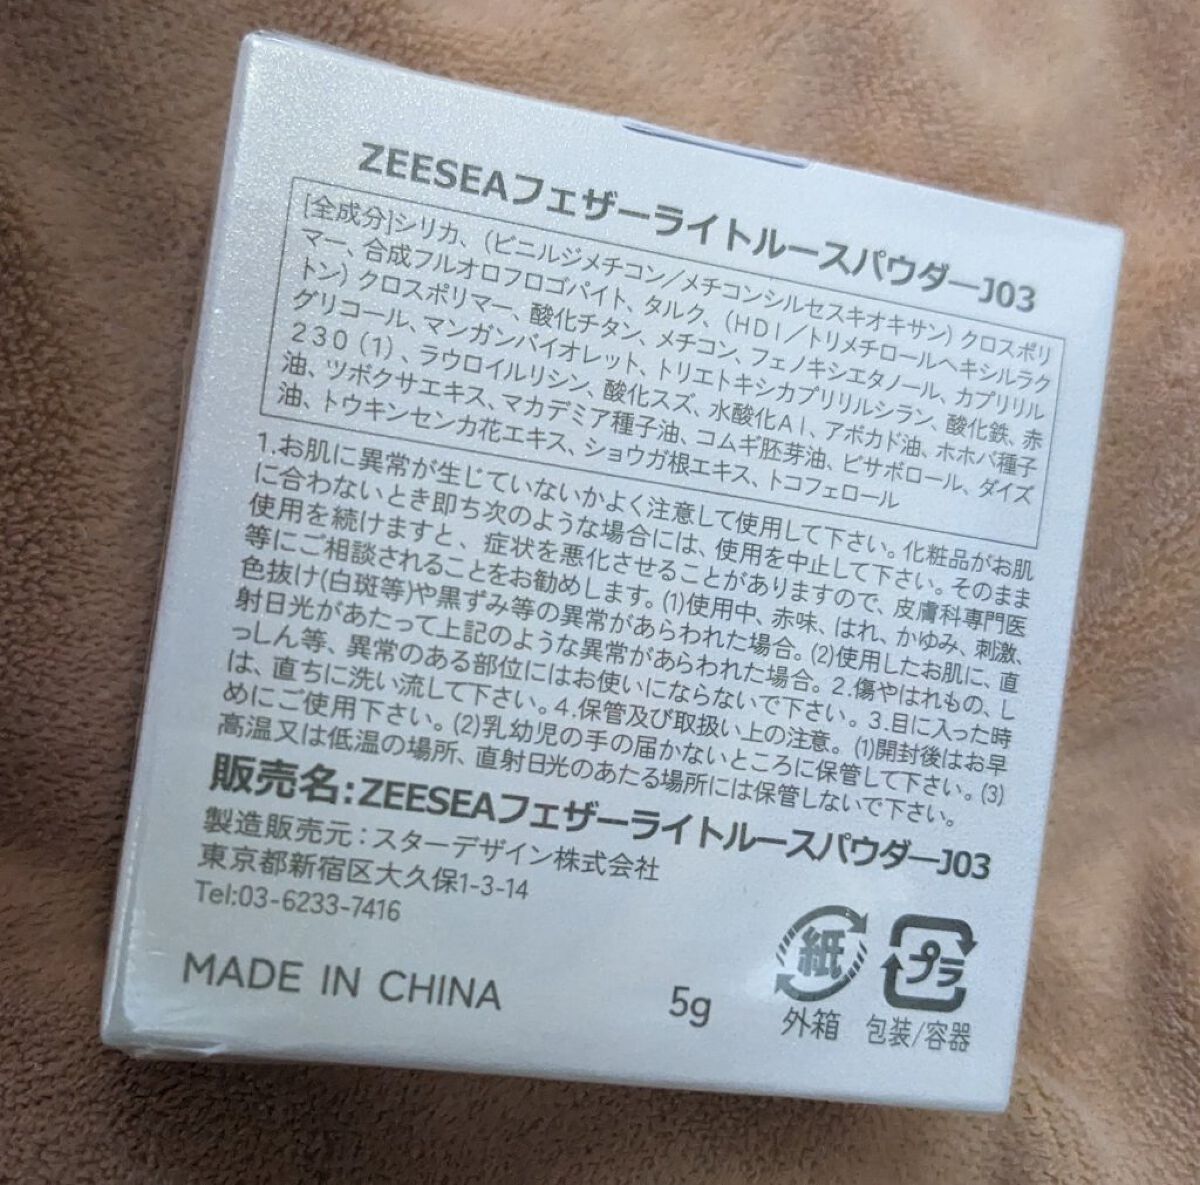 ZEESEAフェザーライトルースパウダーJ03
[全成分]シリカ、(ビニルジメチコン/メチコンシルセスキオキサン)クロスポリ
マー、合成フルオロフロゴパイト、タルク、(HDI/トリメチロールヘキシルラク
トン)クロスポリマー、酸化チタン、メチコン、フェノキシエタノール、カプリリル
グリコール、マンガンバイオレット、トリエトキシカプリリルシラン、酸化鉄、赤
230(1)、ラウロイルリシン、酸化スズ、水酸化Al、アボカド油、ホホバ種子
油、ツボクサエキス、マカデミア種子油、コムギ胚芽油、ビサボロール、ダイズ
油、トウキンセンカ花エキス、ショウガ根エキス、トコフェロール
1.お肌に異常が生じていないかよく注意して使用して下さい。化粧品がお肌
に合わないとき即ち次のような場合には、使用を中止して下さい。そのまま
使用を続けますと、症状を悪化させることがありますので、皮膚科専門医
等にご相談されることをお勧めします。(1)使用中、赤味、はれ、かゆみ、刺激、
色抜け(白斑等)や黒ずみ等の異常があらわれた場合。(2)使用したお肌に、直
射日光があたって上記のような異常があらわれた場合。2.傷やはれもの、し
っしん等、異常のある部位にはお使いにならないで下さい。3.目に入った時
は、直ちに洗い流して下さい。4.保管及び取扱い上の注意。(1)開封後はお早
めにご使用下さい。(2)乳幼児の手の届かないところに保管して下さい。(3)
高温又は低温の場所、直射日光のあたる場所には保管しないで下さい。
販売名:ZEESEAフェザーライトルースパウダーJ03
製造販売元:スターデザイン株式会社
東京都新宿区大久保1-3-14
Tel:03-6233-7416
MADE IN CHINA
5g
紙
外箱
プラ
包装/容器